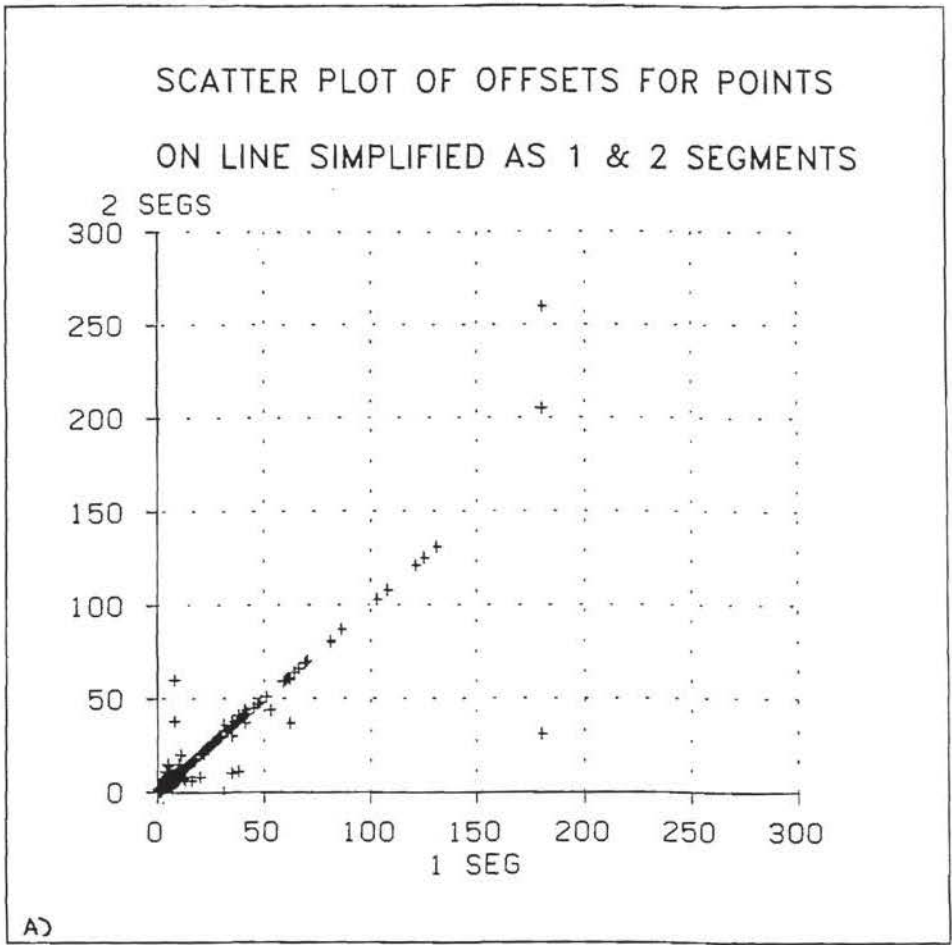 SCATTER PLOT OF OFFSETS FOR POINTS
ON LINE SIMPLIFIED AS 1 & 2 SEGMENTS
2 SEGS
300
250
200
150
100
50
0
0 50 100 150 200 250 300
1 SEG
A)